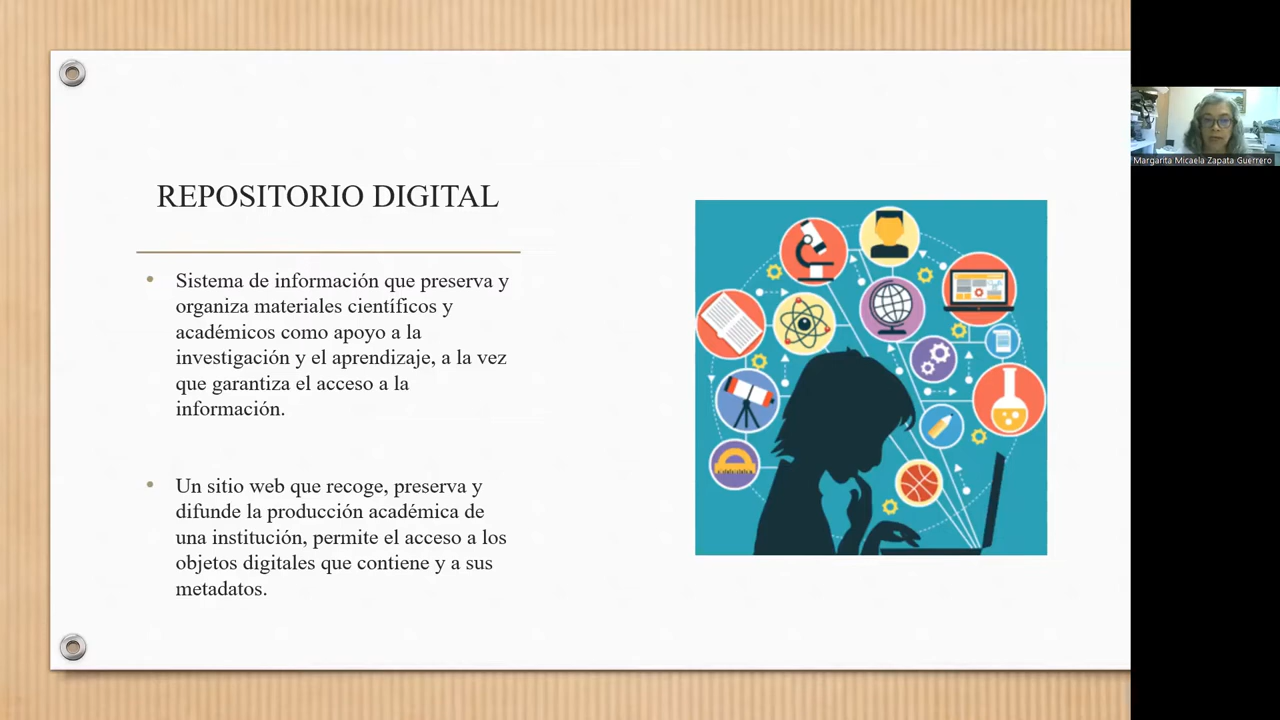 REPOSITORIO DIGITAL
• Sistema de información que preserva y
organiza materiales científicos y
académicos como apoyo a la
investigación y el aprendizaje, a la vez
que garantiza el acceso a la
información.
• Un sitio web que recoge, preserva y
difunde la producción académica de
una institución, permite el acceso a los
objetos digitales que contiene y a sus
metadatos.
Margarita Micaela Zapata Guerrero